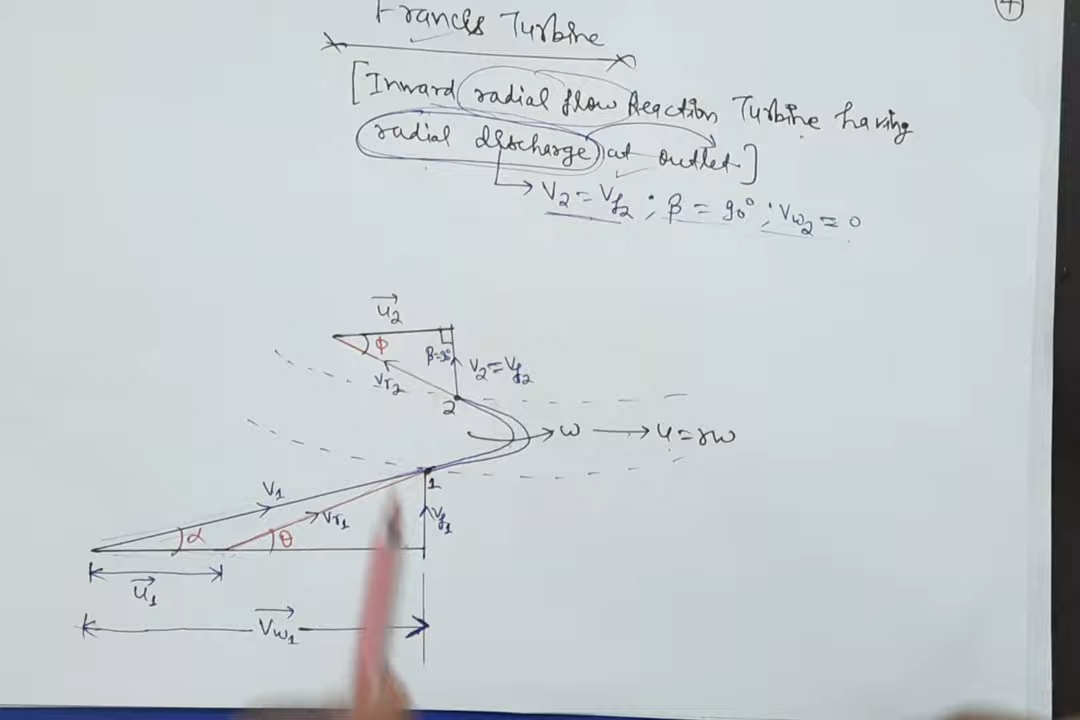 4
Francis Turbine
[Inward radial flow Reaction Turbine having
radial discharge at outlet]
→ V₂ = Vf₂ ; β = 90° ; Vw₂ = 0
u₂
φ
β=90°
V₂ = Vf₂
Vr₂
2
ω → u = rω
1
V₁
Vr₁
Vf₁
α
θ
u₁
Vw₁